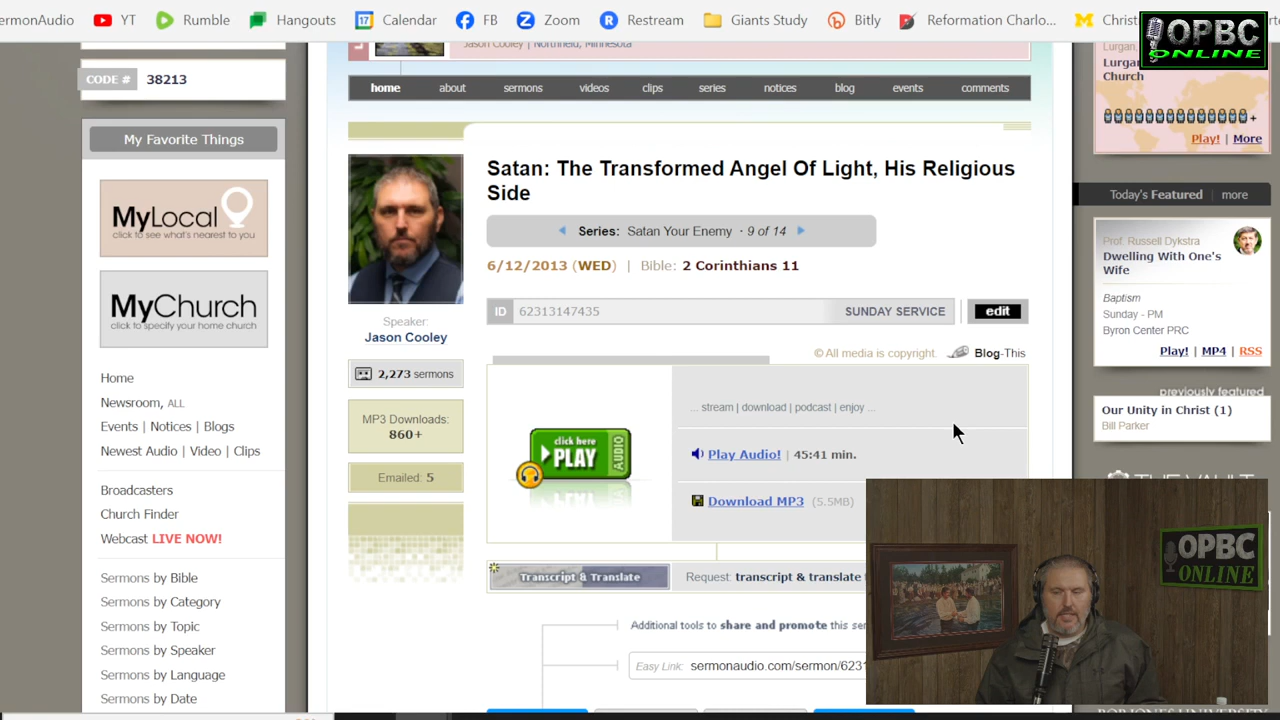 ermonAudio YT Rumble Hangouts 17 Calendar FB Zoom Restream Giants Study Bitly Reformation Charlo... Christ
OPBC
ONLINE
Jason Cooley | Northfield, Minnesota
CODE # 38213
home about sermons videos clips series notices blog events comments
My Favorite Things
MyLocal
click to see what's nearest to you
MyChurch
click to specify your home church
Home
Newsroom, ALL
Events | Notices | Blogs
Newest Audio | Video | Clips
Broadcasters
Church Finder
Webcast LIVE NOW!
Sermons by Bible
Sermons by Category
Sermons by Topic
Sermons by Speaker
Sermons by Language
Sermons by Date
Satan: The Transformed Angel Of Light, His Religious
Side
Series: Satan Your Enemy · 9 of 14
6/12/2013 (WED) | Bible: 2 Corinthians 11
ID 62313147435 SUNDAY SERVICE edit
Speaker:
Jason Cooley
2,273 sermons
MP3 Downloads:
860+
Emailed: 5
© All media is copyright. Blog-This
... stream | download | podcast | enjoy ...
click here
PLAY
AUDIO
Play Audio! | 45:41 min.
Download MP3 (5.5MB)
Transcript & Translate Request: transcript & translate
Additional tools to share and promote this ser
Easy Link: sermonaudio.com/sermon/6231
Lurgan,
Lurgan
Church
+
Play! | More
Today's Featured | more
Prof. Russell Dykstra
Dwelling With One's
Wife
Baptism
Sunday - PM
Byron Center PRC
Play! | MP4 | RSS
previously featured
Our Unity in Christ (1)
Bill Parker
THE VAULT
OPBC
ONLINE
BOB JONES UNIVERSITY